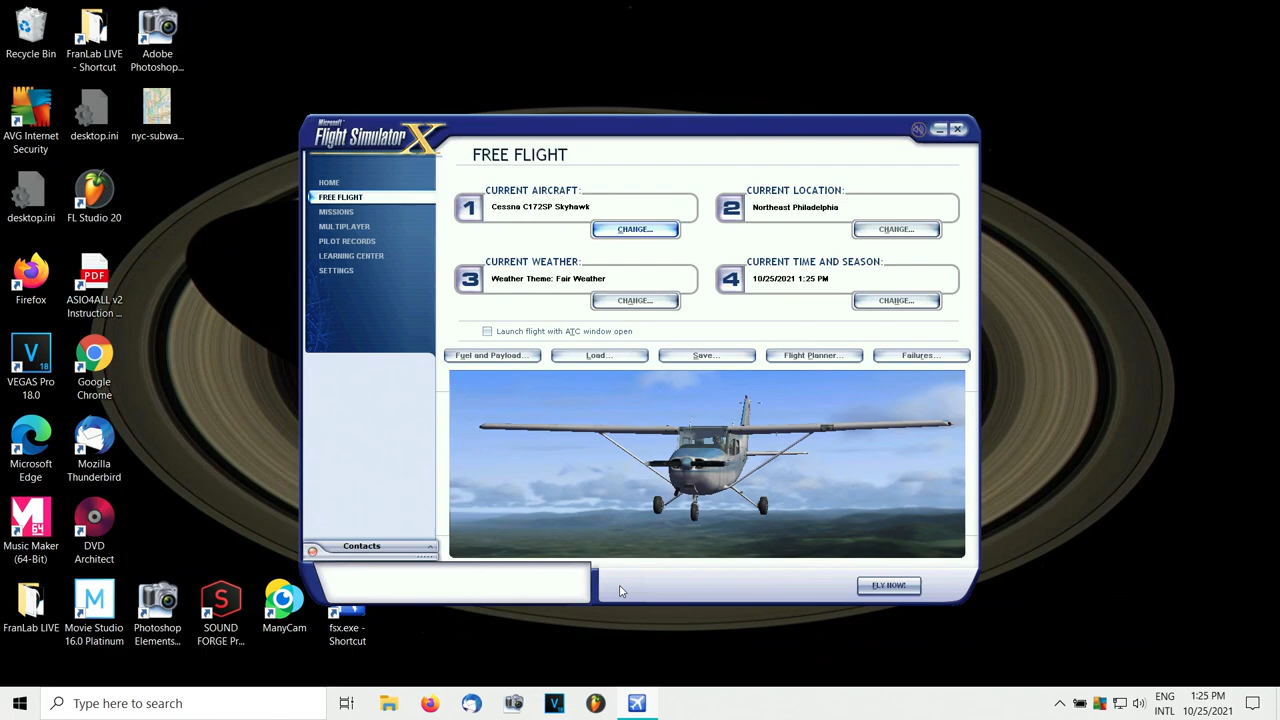 Recycle Bin
FranLab LIVE
- Shortcut
Adobe
Photoshop...
AVG Internet
Security
desktop.ini
nyc-subwa...
desktop.ini
FL Studio 20
Firefox
PDF
ASIO4ALL v2
Instruction ...
V
18
VEGAS Pro
18.0
Google
Chrome
Microsoft
Edge
Mozilla
Thunderbird
64
Music Maker
(64-Bit)
DVD
Architect
FranLab LIVE
M
Movie Studio
16.0 Platinum
Photoshop
Elements...
SOUND
FORGE Pr...
ManyCam
fsx.exe -
Shortcut
Microsoft
Flight Simulator X
HOME
FREE FLIGHT
MISSIONS
MULTIPLAYER
PILOT RECORDS
LEARNING CENTER
SETTINGS
Contacts
FREE FLIGHT
1
CURRENT AIRCRAFT:
Cessna C172SP Skyhawk
CHANGE...
2
CURRENT LOCATION:
Northeast Philadelphia
CHANGE...
3
CURRENT WEATHER:
Weather Theme: Fair Weather
CHANGE...
4
CURRENT TIME AND SEASON:
10/25/2021 1:25 PM
CHANGE...
Launch flight with ATC window open
Fuel and Payload...
Load...
Save...
Flight Planner...
Failures...
FLY NOW!
Type here to search
V
18
ENG
INTL
1:25 PM
10/25/2021